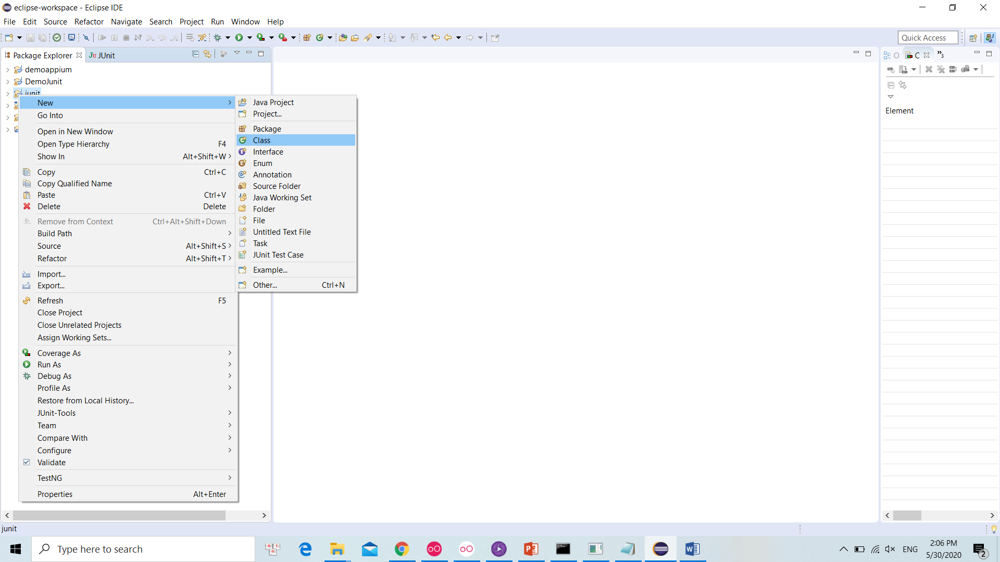 eclipse-workspace - Eclipse IDE
File Edit Source Refactor Navigate Search Project Run Window Help
Quick Access
Package Explorer
Ju JUnit
O
C
3
demoappium
DemoJunit
junit
New
Go Into
Open in New Window
Open Type Hierarchy F4
Show In Alt+Shift+W
Copy Ctrl+C
Copy Qualified Name
Paste Ctrl+V
Delete Delete
Remove from Context Ctrl+Alt+Shift+Down
Build Path
Source Alt+Shift+S
Refactor Alt+Shift+T
Import...
Export...
Refresh F5
Close Project
Close Unrelated Projects
Assign Working Sets...
Coverage As
Run As
Debug As
Profile As
Restore from Local History...
JUnit-Tools
Team
Compare With
Configure
Validate
TestNG
Properties Alt+Enter
Java Project
Project...
Package
Class
Interface
Enum
Annotation
Source Folder
Java Working Set
Folder
File
Untitled Text File
Task
JUnit Test Case
Example...
Other... Ctrl+N
Element
junit
Type here to search
ENG
2:06 PM
5/30/2020
2